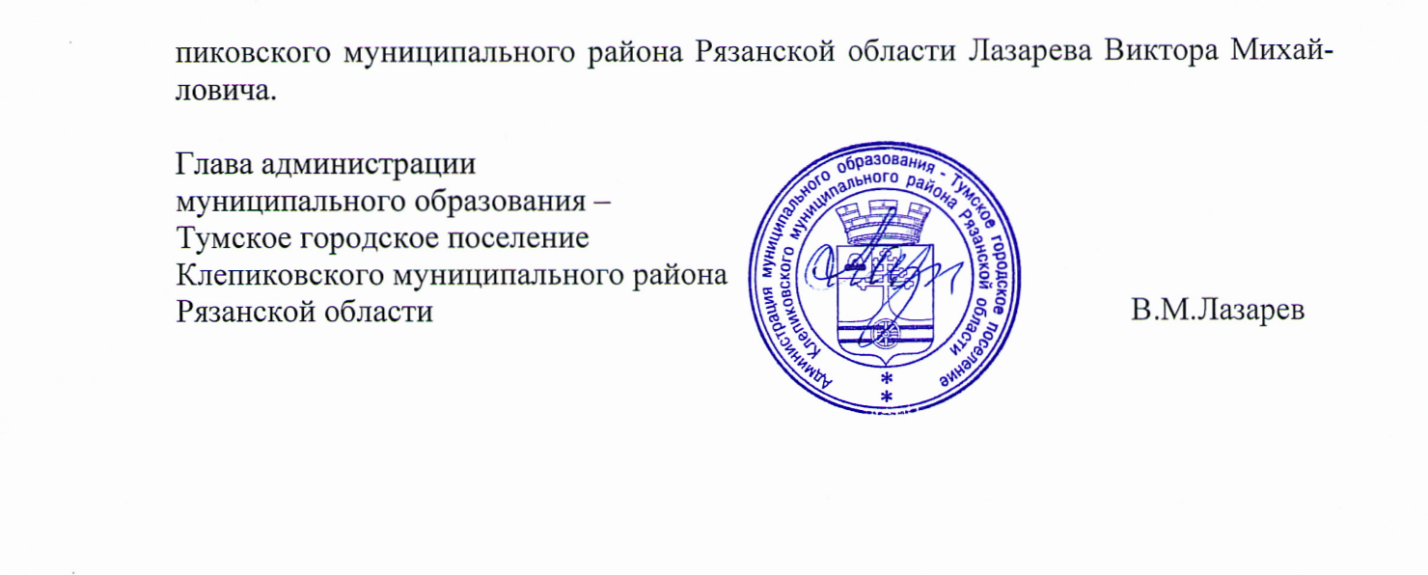 пиковского муниципального района Рязанской области Лазарева Виктора Михай-
ловича.
Глава администрации
муниципального образования –
Тумское городское поселение
Клепиковского муниципального района
Рязанской области
В.М.Лазарев
Администрация муниципального образования - Тумское городское поселение
Клепиковского муниципального района Рязанской области